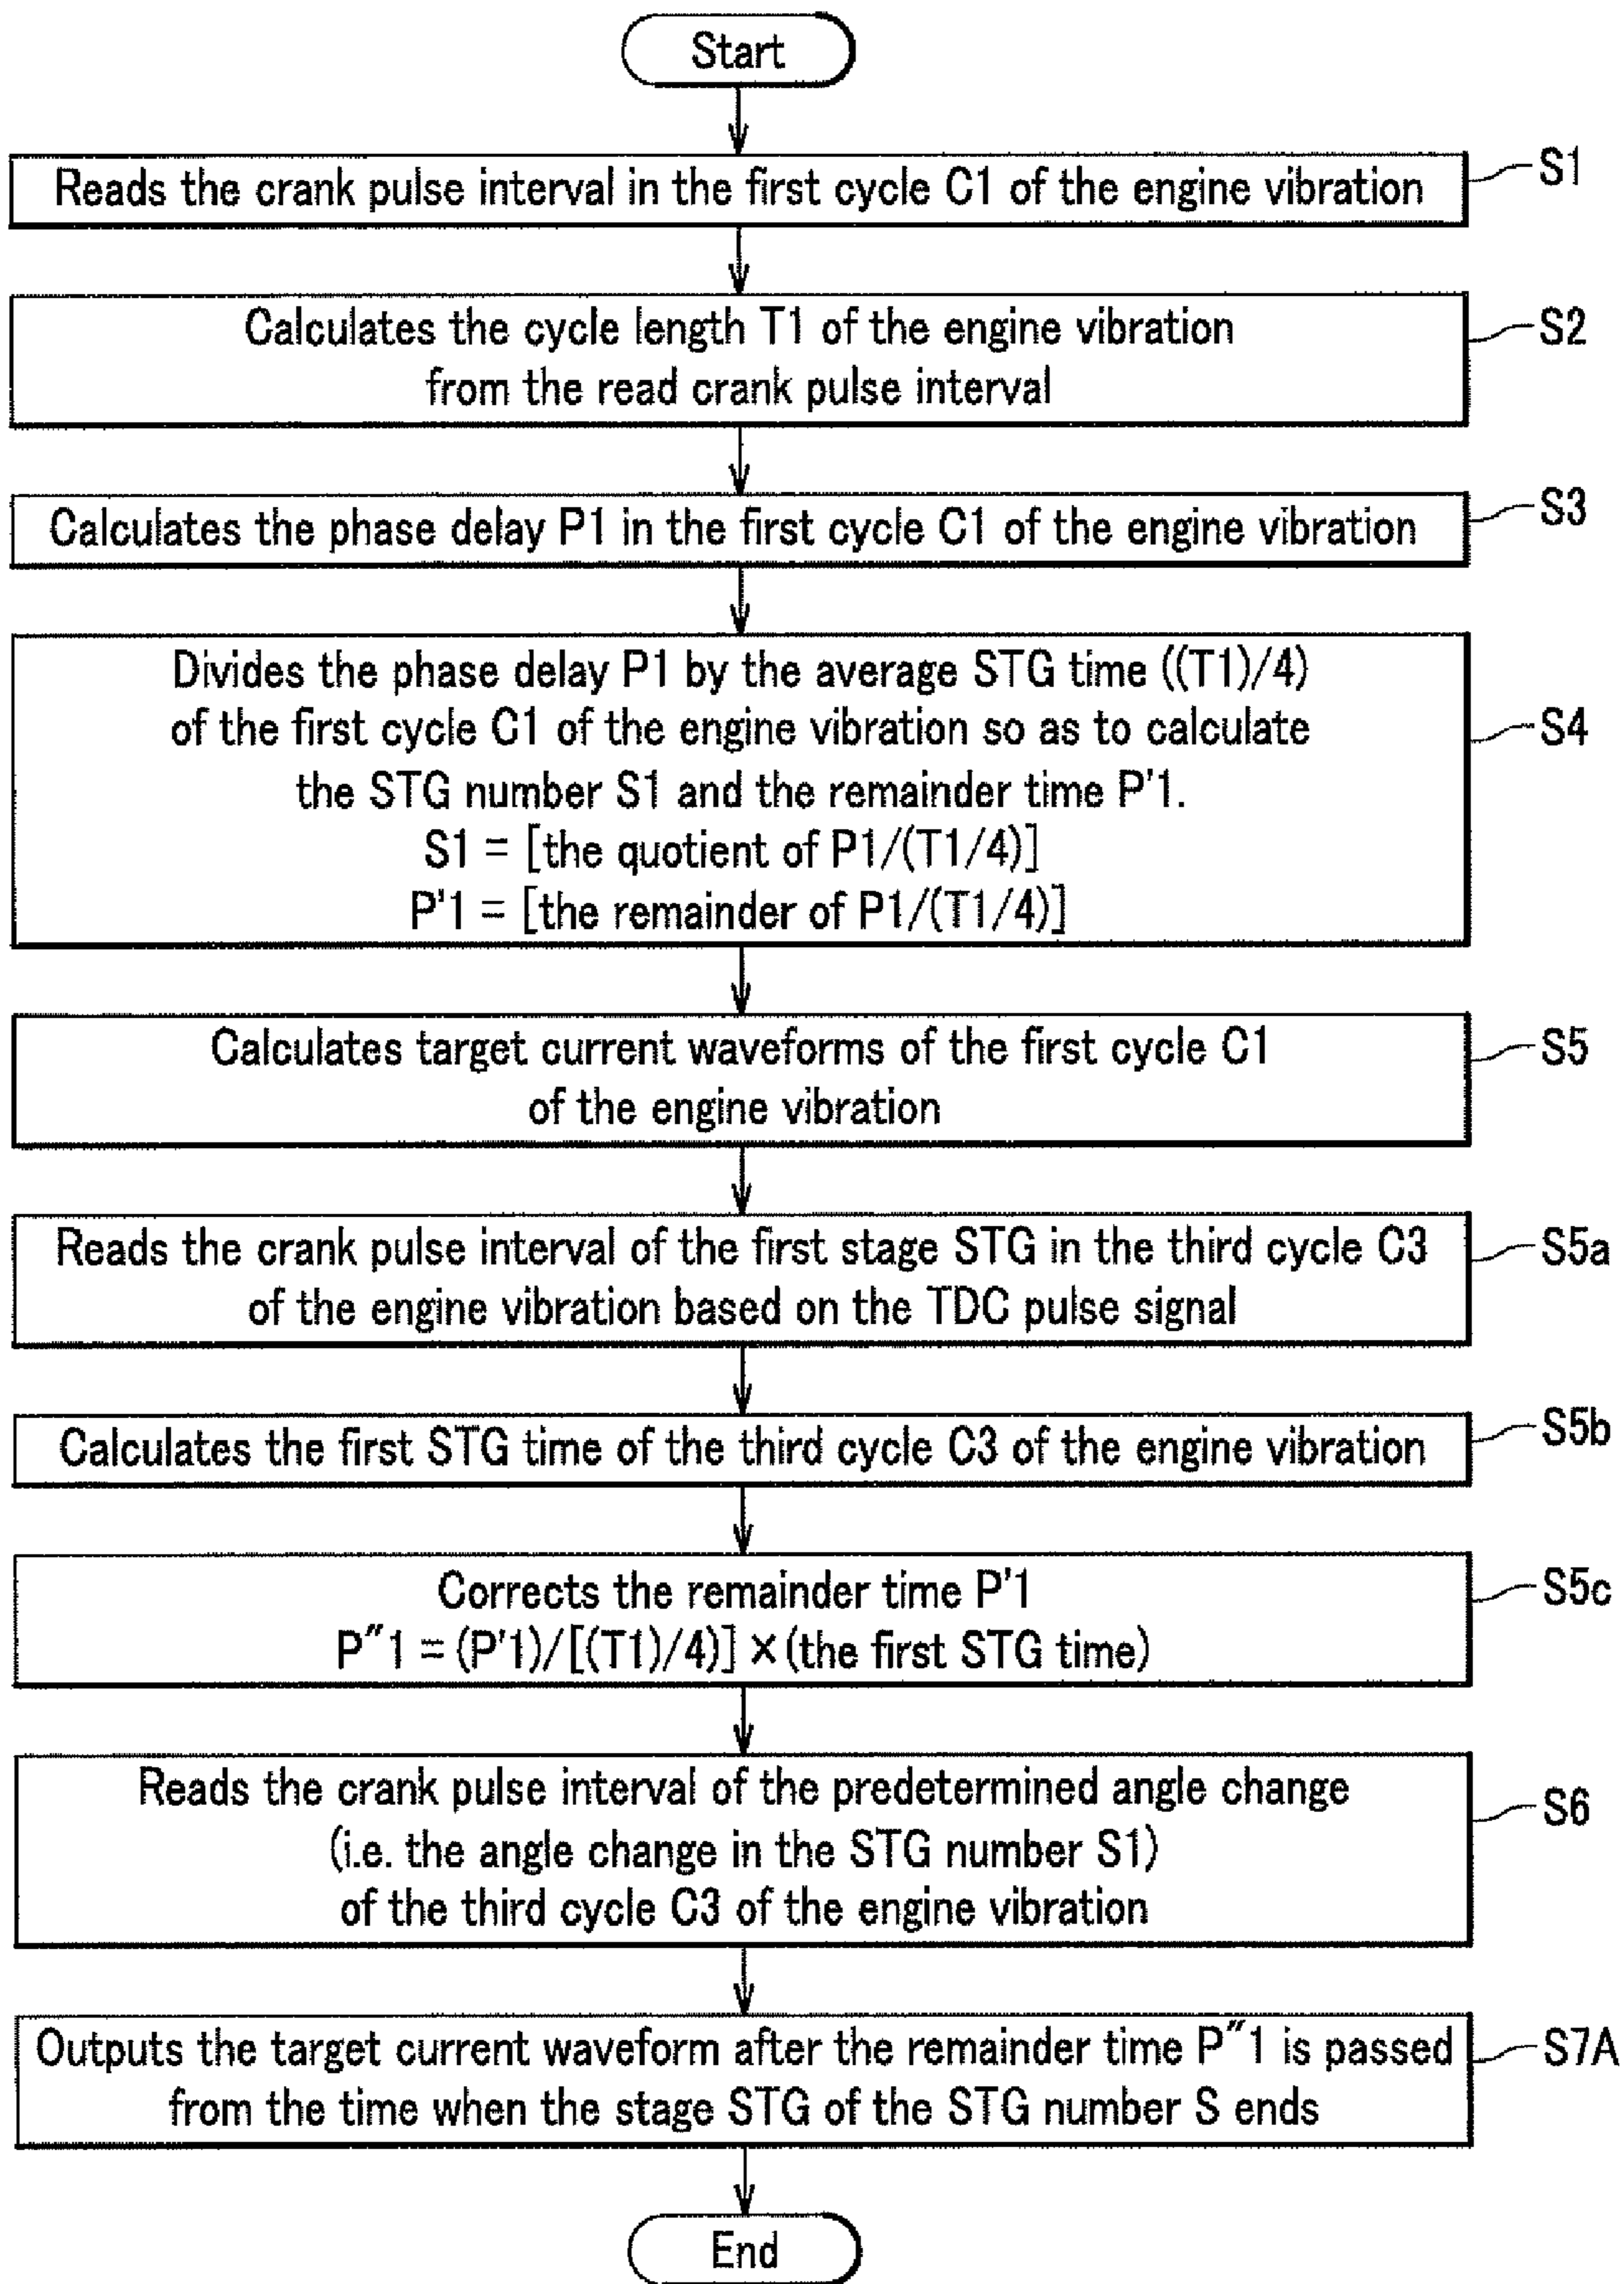 Start
Reads the crank pulse interval in the first cycle C1 of the engine vibration
S1
Calculates the cycle length T1 of the engine vibration
from the read crank pulse interval
S2
Calculates the phase delay P1 in the first cycle C1 of the engine vibration
S3
Divides the phase delay P1 by the average STG time ((T1)/4)
of the first cycle C1 of the engine vibration so as to calculate
the STG number S1 and the remainder time P'1.
S1 = [the quotient of P1/(T1/4)]
P'1 = [the remainder of P1/(T1/4)]
S4
Calculates target current waveforms of the first cycle C1
of the engine vibration
S5
Reads the crank pulse interval of the first stage STG in the third cycle C3
of the engine vibration based on the TDC pulse signal
S5a
Calculates the first STG time of the third cycle C3 of the engine vibration
S5b
Corrects the remainder time P'1
P"1 = (P'1)/[(T1)/4)] × (the first STG time)
S5c
Reads the crank pulse interval of the predetermined angle change
(i.e. the angle change in the STG number S1)
of the third cycle C3 of the engine vibration
S6
Outputs the target current waveform after the remainder time P"1 is passed
from the time when the stage STG of the STG number S ends
S7A
End